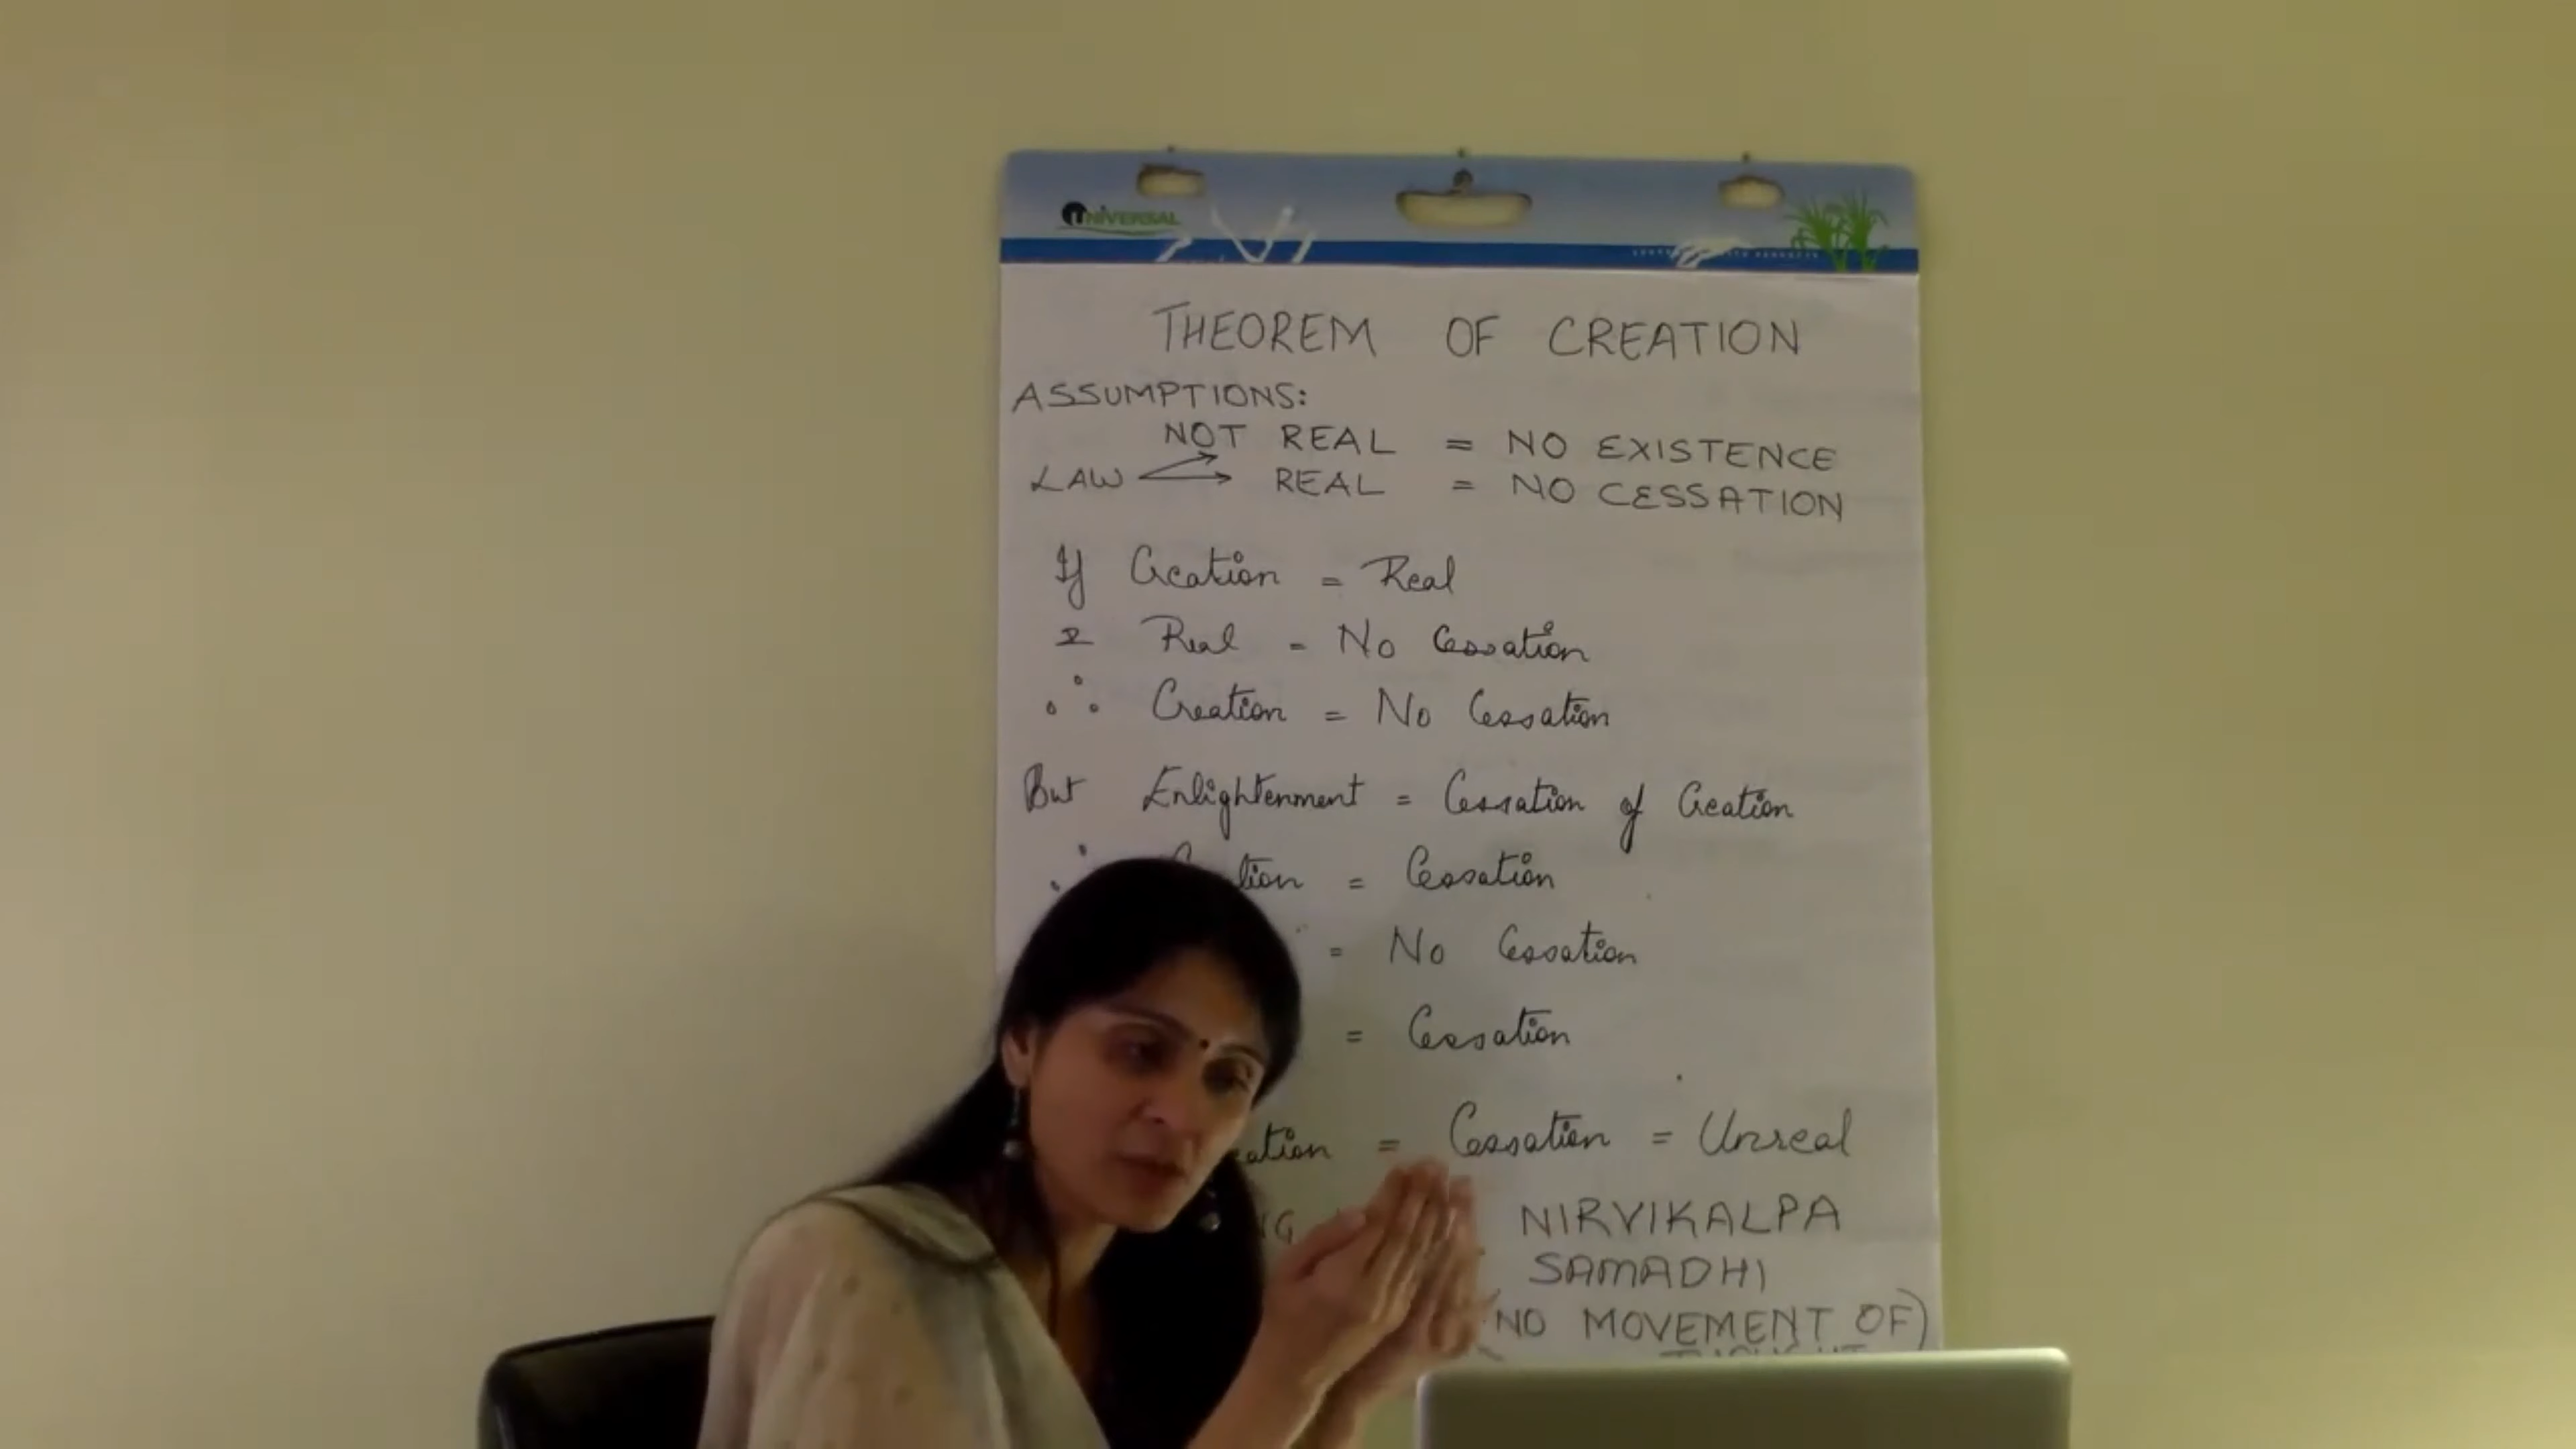 UNIVERSAL
THEOREM OF CREATION
ASSUMPTIONS:
NOT REAL = NO EXISTENCE
LAW REAL = NO CESSATION
If Creation = Real
Real = No Cessation
∴ Creation = No Cessation
But Enlightenment = Cessation of Creation
= Cessation
= No Cessation
= Cessation
= Cessation = Unreal
NIRVIKALPA
SAMADHI
NO MOVEMENT OF)